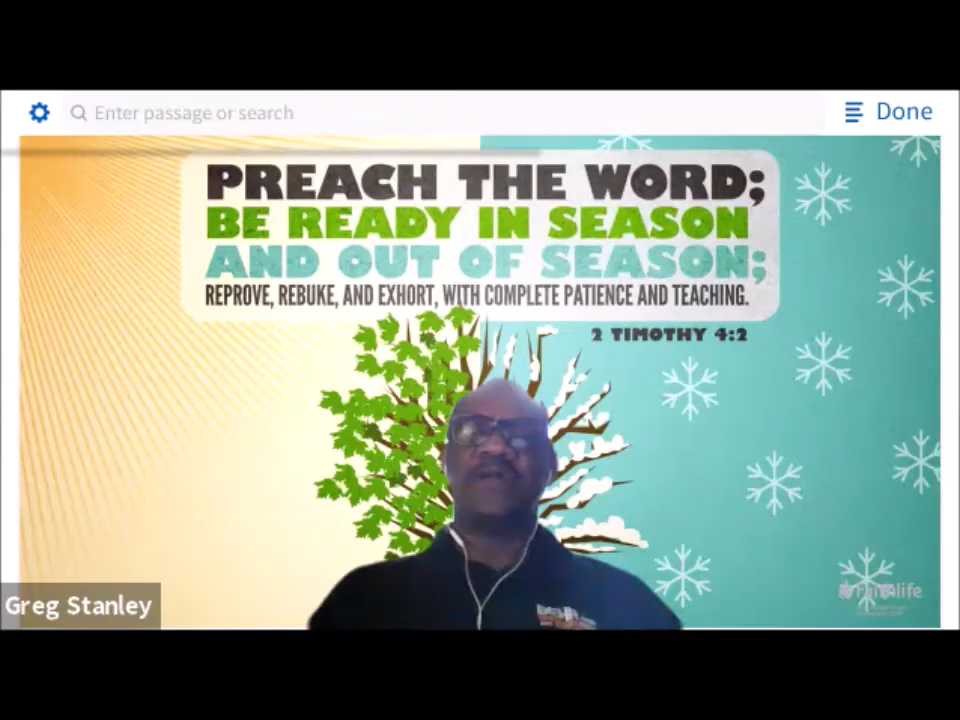 Enter passage or search
Done
PREACH THE WORD;
BE READY IN SEASON
AND OUT OF SEASON;
REPROVE, REBUKE, AND EXHORT, WITH COMPLETE PATIENCE AND TEACHING.
2 TIMOTHY 4:2
Faithlife
Greg Stanley